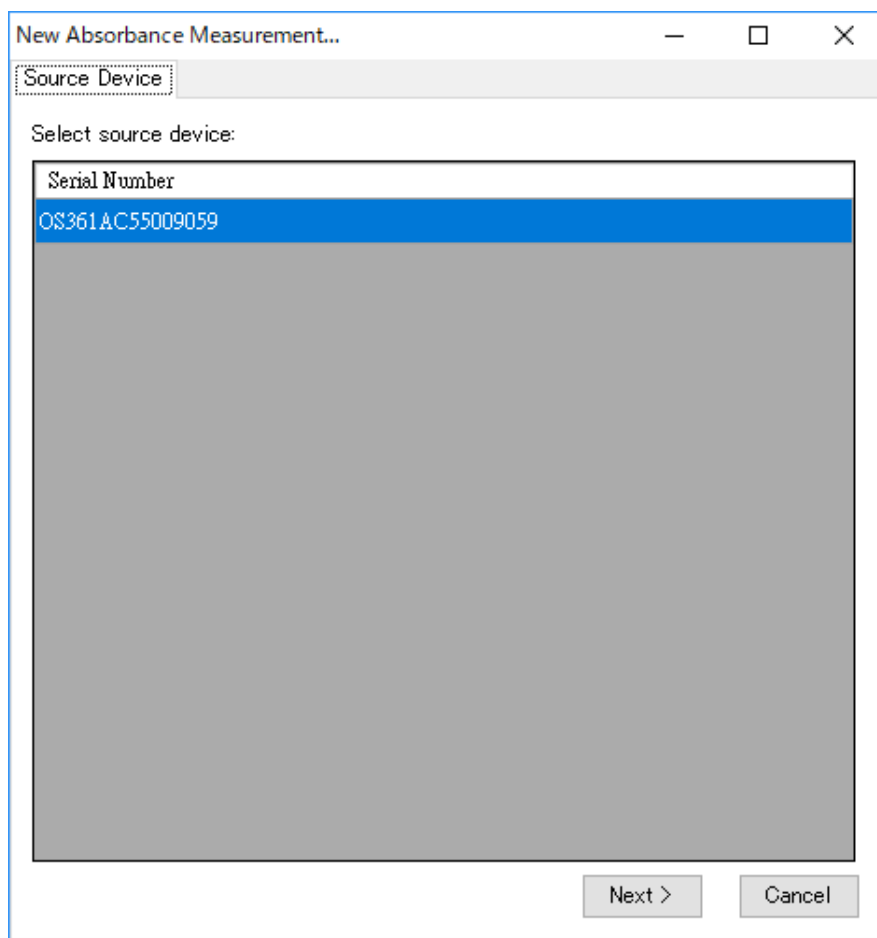 New Absorbance Measurement...
Source Device
Select source device:
Serial Number
OS361AC55009059
Next >
Cancel